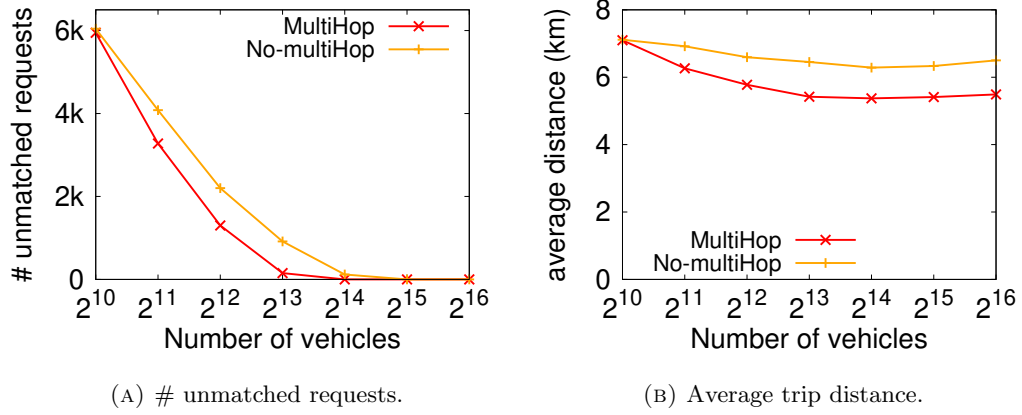 # unmatched requests
6k
4k
2k
0
2^10 2^11 2^12 2^13 2^14 2^15 2^16
Number of vehicles
MultiHop
No-multiHop
(A) # unmatched requests.
average distance (km)
8
6
4
2
0
2^10 2^11 2^12 2^13 2^14 2^15 2^16
Number of vehicles
MultiHop
No-multiHop
(B) Average trip distance.